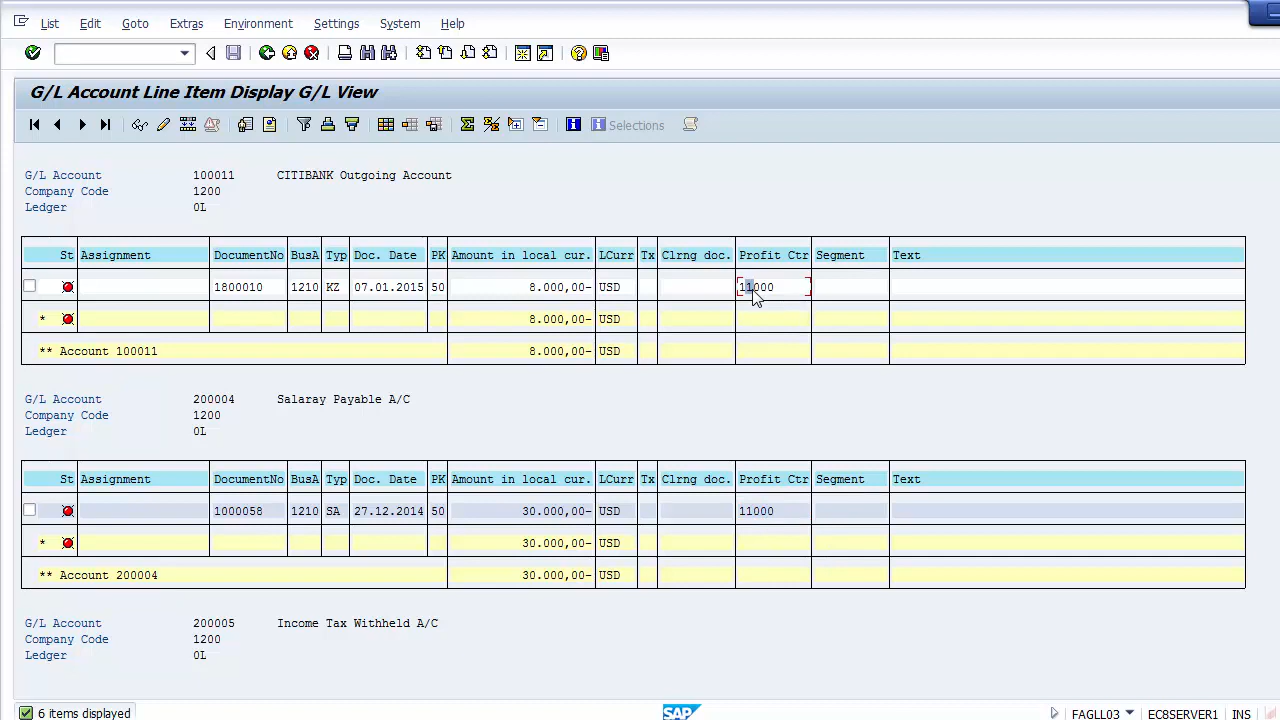 List Edit Goto Extras Environment Settings System Help
G/L Account Line Item Display G/L View
Selections
G/L Account 100011 CITIBANK Outgoing Account
Company Code 1200
Ledger 0L
St Assignment DocumentNo BusA Typ Doc. Date PK Amount in local cur. LCurr Tx Clrng doc. Profit Ctr Segment Text
1800010 1210 KZ 07.01.2015 50 8.000,00- USD 11000
* 8.000,00- USD
** Account 100011 8.000,00- USD
G/L Account 200004 Salaray Payable A/C
Company Code 1200
Ledger 0L
St Assignment DocumentNo BusA Typ Doc. Date PK Amount in local cur. LCurr Tx Clrng doc. Profit Ctr Segment Text
1000058 1210 SA 27.12.2014 50 30.000,00- USD 11000
* 30.000,00- USD
** Account 200004 30.000,00- USD
G/L Account 200005 Income Tax Withheld A/C
Company Code 1200
Ledger 0L
6 items displayed SAP FAGL03 EC8SERVER1 INS